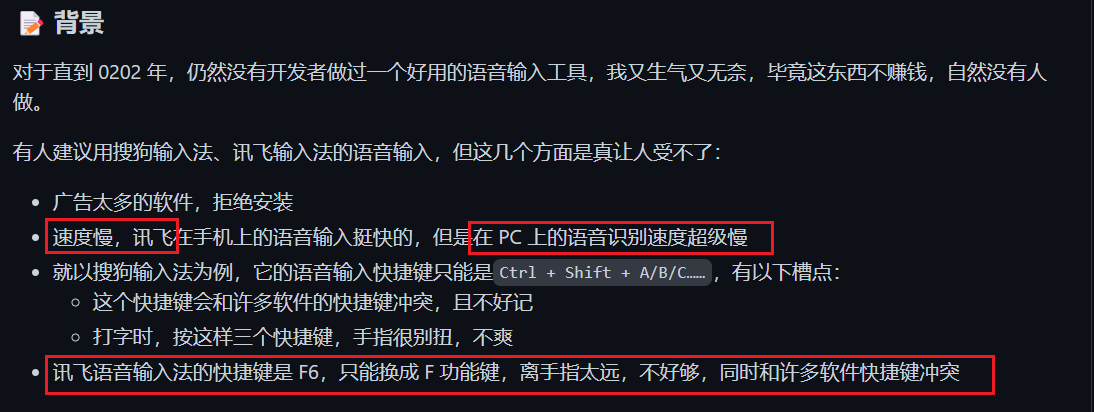 📝 背景
对于直到 0202 年，仍然没有开发者做过一个好用的语音输入工具，我又生气又无奈，毕竟这东西不赚钱，自然没有人
做。
有人建议用搜狗输入法、讯飞输入法的语音输入，但这几个方面是真让人受不了：
• 广告太多的软件，拒绝安装
• 速度慢，讯飞在手机上的语音输入挺快的，但是在 PC 上的语音识别速度超级慢
• 就以搜狗输入法为例，它的语音输入快捷键只能是 Ctrl + Shift + A/B/C……，有以下槽点：
◦ 这个快捷键会和许多软件的快捷键冲突，且不好记
◦ 打字时，按这样三个快捷键，手指很别扭，不爽
• 讯飞语音输入法的快捷键是 F6，只能换成 F 功能键，离手指太远，不好够，同时和许多软件快捷键冲突